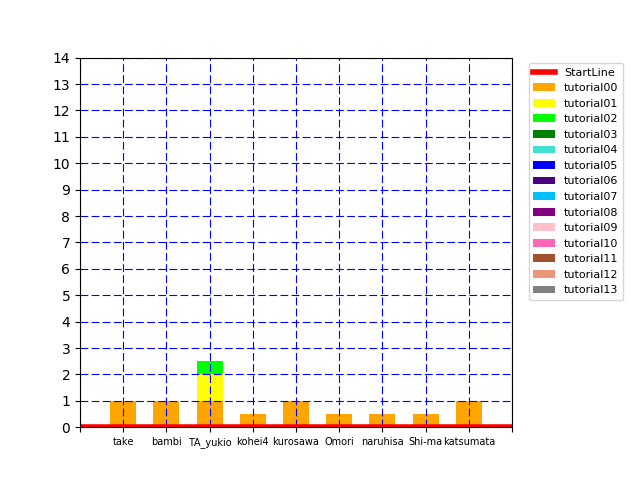 14
13
12
11
10
9
8
7
6
5
4
3
2
1
0
take bambi TA_yukio kohei4 kurosawa Omori naruhisa Shi-ma katsumata
StartLine
tutorial00
tutorial01
tutorial02
tutorial03
tutorial04
tutorial05
tutorial06
tutorial07
tutorial08
tutorial09
tutorial10
tutorial11
tutorial12
tutorial13